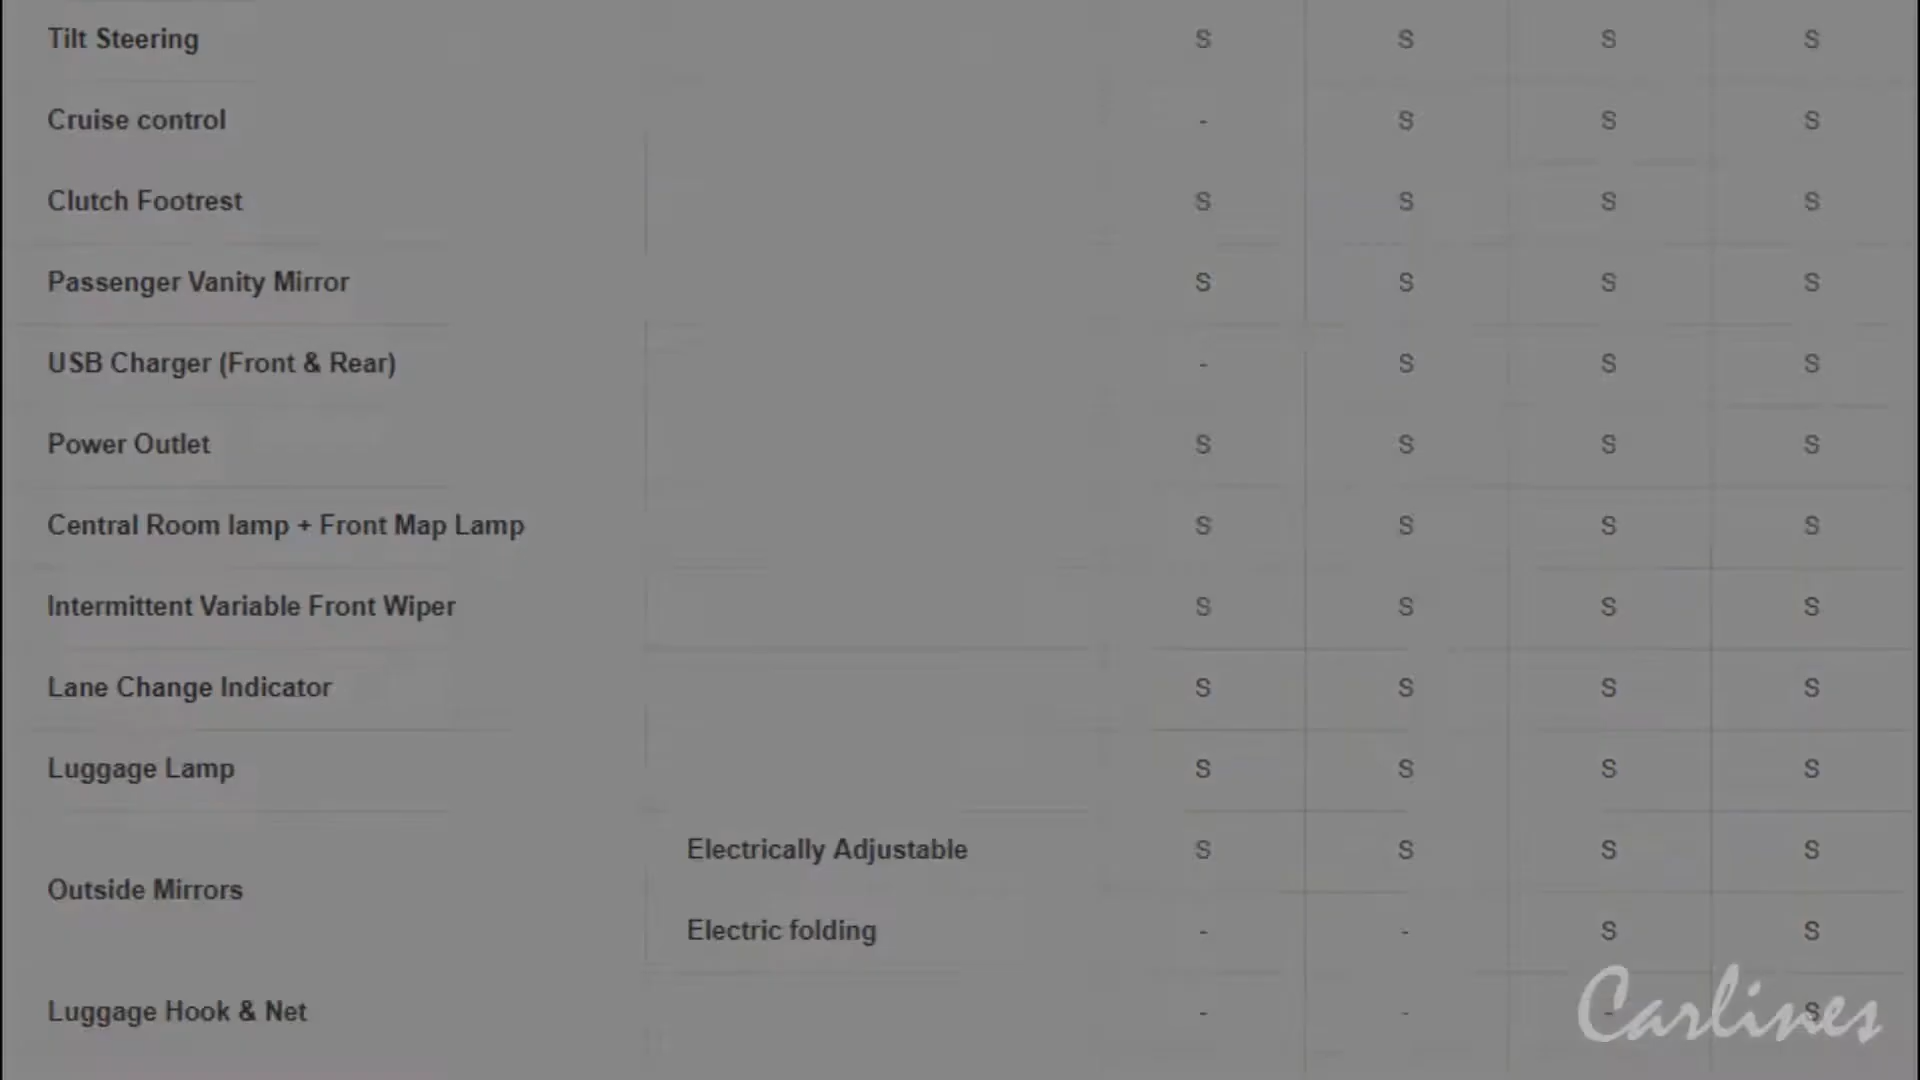 Tilt Steering S S S S
Cruise control - S S S
Clutch Footrest S S S S
Passenger Vanity Mirror S S S S
USB Charger (Front & Rear) - S S S
Power Outlet S S S S
Central Room lamp + Front Map Lamp S S S S
Intermittent Variable Front Wiper S S S S
Lane Change Indicator S S S S
Luggage Lamp S S S S
Outside Mirrors
Electrically Adjustable S S S S
Electric folding - - S S
Luggage Hook & Net - - - S
Carlines